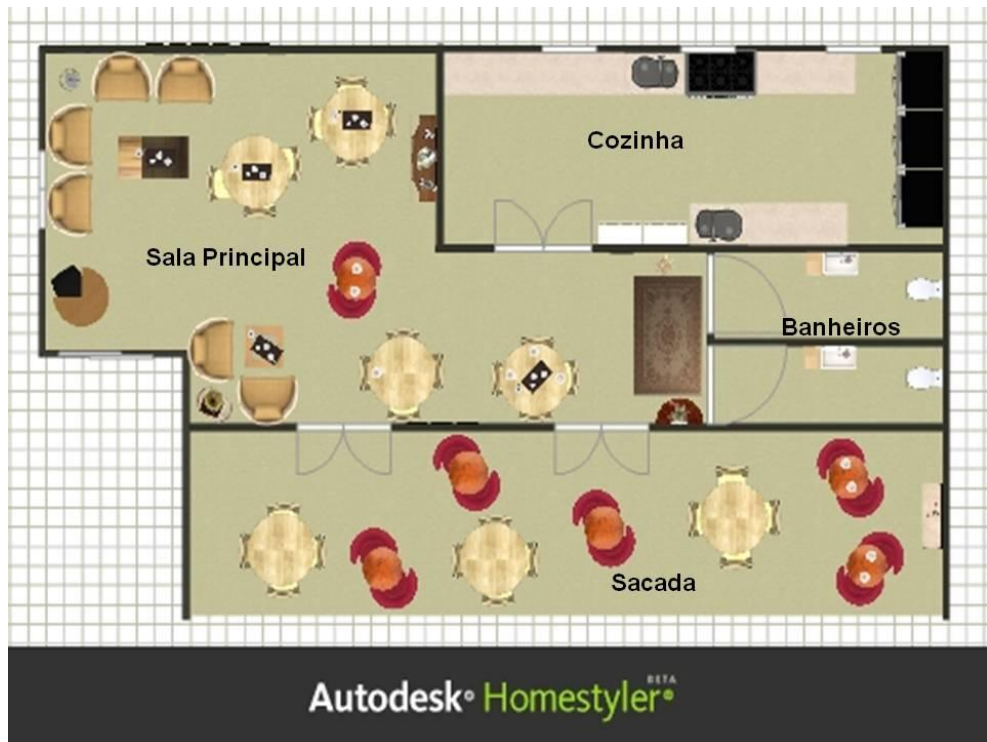 Cozinha
Sala Principal
Banheiros
Sacada
Autodesk® Homestyler® BETA